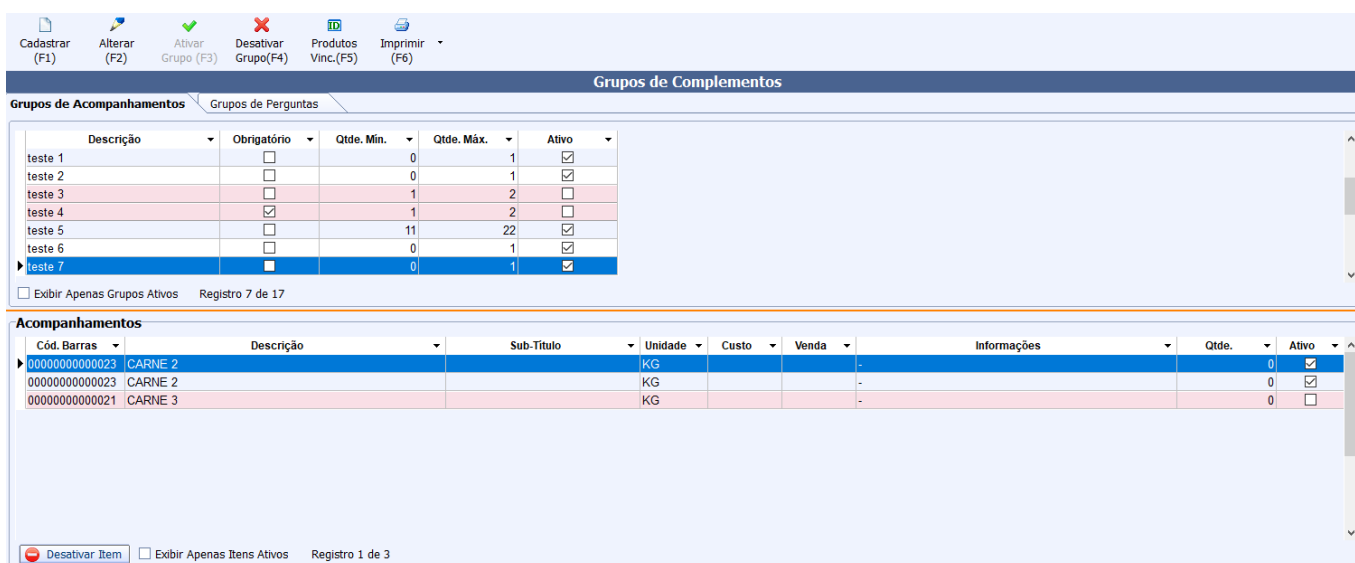 Cadastrar (F1) Alterar (F2) Ativar Grupo (F3) Desativar Grupo(F4) Produtos Vinc.(F5) Imprimir (F6)
Grupos de Complementos
Grupos de Acompanhamentos Grupos de Perguntas
Descrição Obrigatório Qtde. Mín. Qtde. Máx. Ativo
teste 1 0 1
teste 2 0 1
teste 3 1 2
teste 4 1 2
teste 5 11 22
teste 6 0 1
teste 7 0 1
Exibir Apenas Grupos Ativos Registro 7 de 17
Acompanhamentos
Cód. Barras Descrição Sub-Título Unidade Custo Venda Informações Qtde. Ativo
00000000000023 CARNE 2 KG - 0
00000000000023 CARNE 2 KG - 0
00000000000021 CARNE 3 KG - 0
Desativar Item Exibir Apenas Itens Ativos Registro 1 de 3